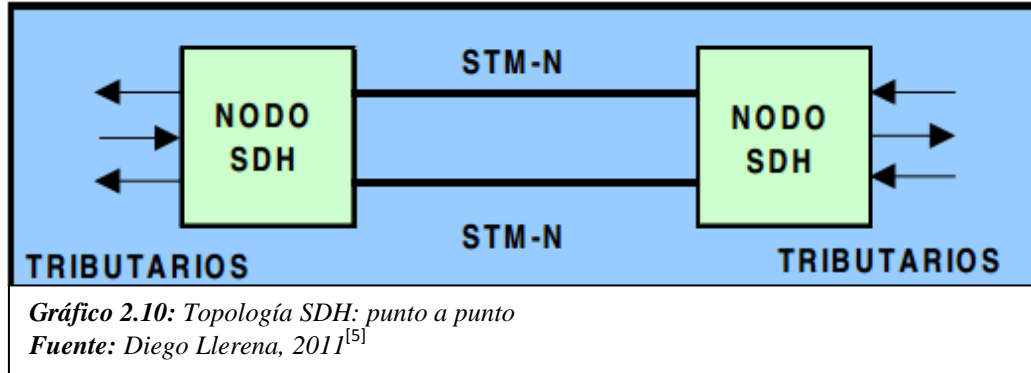 STM-N
NODO
SDH
NODO
SDH
STM-N
TRIBUTARIOS
TRIBUTARIOS
Gráfico 2.10: Topología SDH: punto a punto
Fuente: Diego Llerena, 2011[5]